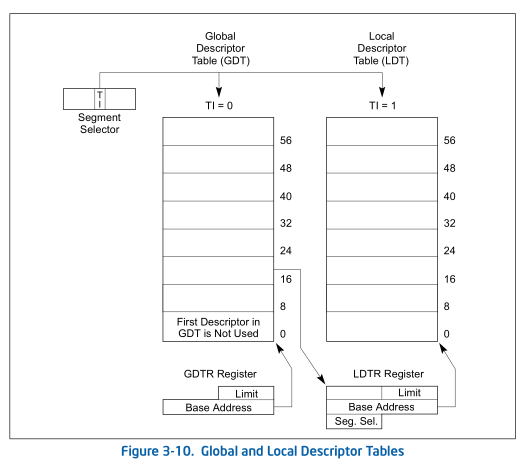 Global
Descriptor
Table (GDT)
Local
Descriptor
Table (LDT)
T
I
Segment
Selector
TI = 0
TI = 1
56
48
40
32
24
16
8
0
First Descriptor in
GDT is Not Used
56
48
40
32
24
16
8
0
GDTR Register
Limit
Base Address
LDTR Register
Limit
Base Address
Seg. Sel.
Figure 3-10. Global and Local Descriptor Tables